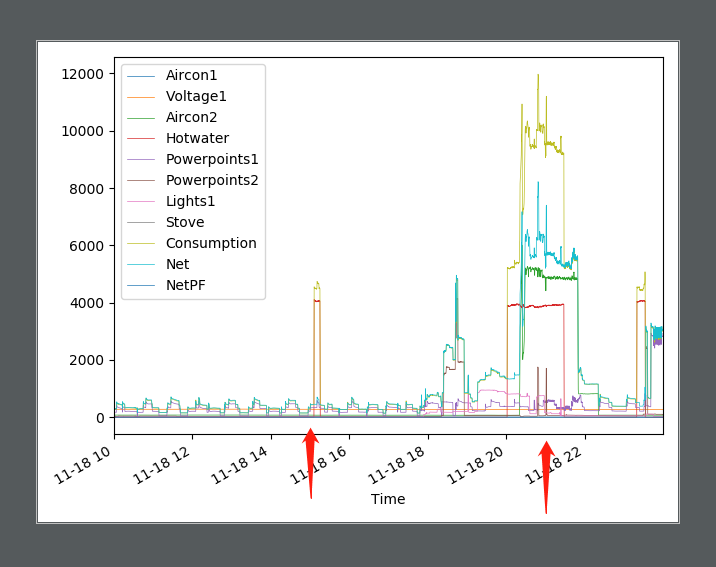 12000
10000
8000
6000
4000
2000
0
Aircon1
Voltage1
Aircon2
Hotwater
Powerpoints1
Powerpoints2
Lights1
Stove
Consumption
Net
NetPF
11-18 10
11-18 12
11-18 14
11-18 16
11-18 18
11-18 20
11-18 22
Time